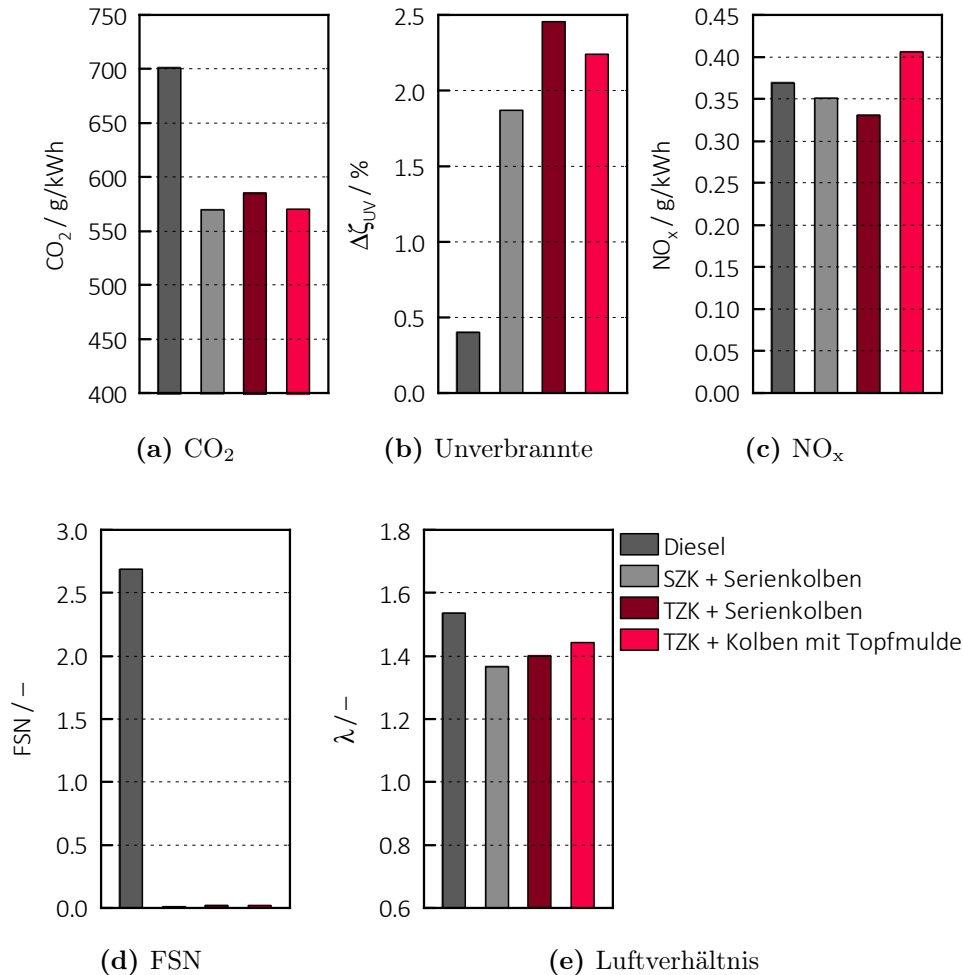 CO₂ / g/kWh
750
700
650
600
550
500
450
400
(a) CO₂
Δζ_UV / %
2.5
2.0
1.5
1.0
0.5
0.0
(b) Unverbrannte
NOₓ / g/kWh
0.45
0.40
0.35
0.30
0.25
0.20
0.15
0.10
0.05
0.00
(c) NOₓ
FSN / –
3.0
2.5
2.0
1.5
1.0
0.5
0.0
(d) FSN
λ / –
1.8
1.6
1.4
1.2
1.0
0.8
0.6
(e) Luftverhältnis
Diesel
SZK + Serienkolben
TZK + Serienkolben
TZK + Kolben mit Topfmulde